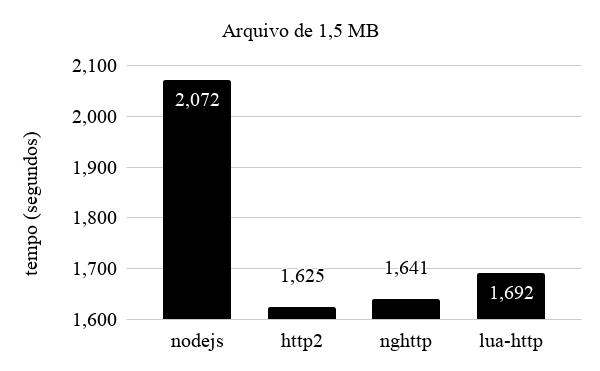 Arquivo de 1,5 MB
tempo (segundos)
2,100
2,000
1,900
1,800
1,700
1,600
2,072
1,625
1,641
1,692
nodejs
http2
nghttp
lua-http